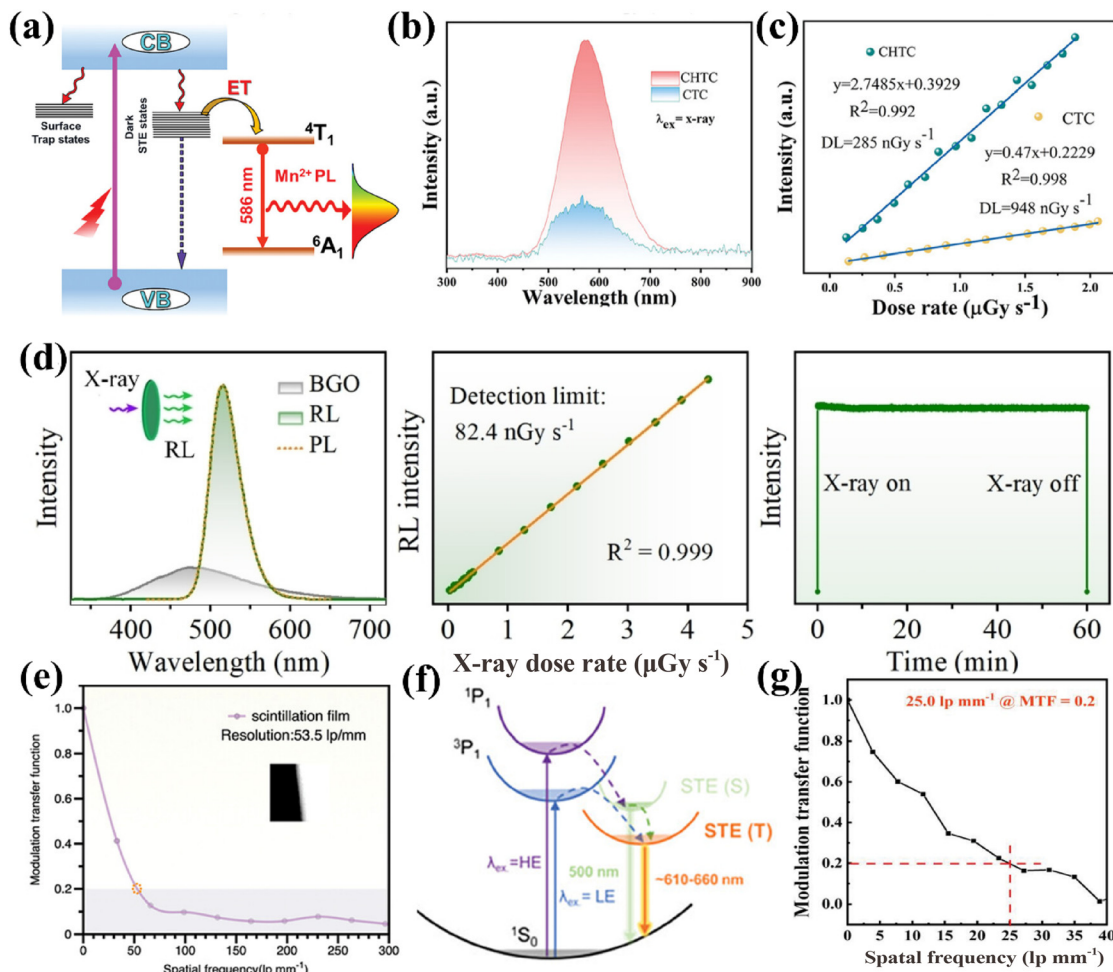 (a)
CB
Surface
Trap states
Dark
STE states
ET
⁴T₁
586 nm
Mn²⁺ PL
⁶A₁
VB
(b)
Intensity (a.u.)
CHTC
CTC
λex= x-ray
300 400 500 600 700 800 900
Wavelength (nm)
(c)
Intensity (a.u.)
CHTC
y=2.7485x+0.3929
R²=0.992
DL=285 nGy s⁻¹
CTC
y=0.47x+0.2229
R²=0.998
DL=948 nGy s⁻¹
0.0 0.5 1.0 1.5 2.0
Dose rate (μGy s⁻¹)
(d)
Intensity
X-ray
RL
BGO
RL
PL
400 500 600 700
Wavelength (nm)
RL intensity
Detection limit:
82.4 nGy s⁻¹
R² = 0.999
0 1 2 3 4 5
X-ray dose rate (μGy s⁻¹)
Intensity
X-ray on
X-ray off
0 20 40 60
Time (min)
(e)
Modulation transfer function
1.0
0.8
0.6
0.4
0.2
0
scintillation film
Resolution:53.5 lp/mm
0 50 100 150 200 250 300
Spatial frequency(lp mm⁻¹)
(f)
¹P₁
³P₁
STE (S)
STE (T)
λex.=HE
λex.=LE
500 nm
~610-660 nm
¹S₀
(g)
Modulation transfer function
1.0
0.8
0.6
0.4
0.2
0.0
25.0 lp mm⁻¹ @ MTF = 0.2
0 5 10 15 20 25 30 35 40
Spatal frequency (lp mm⁻¹)